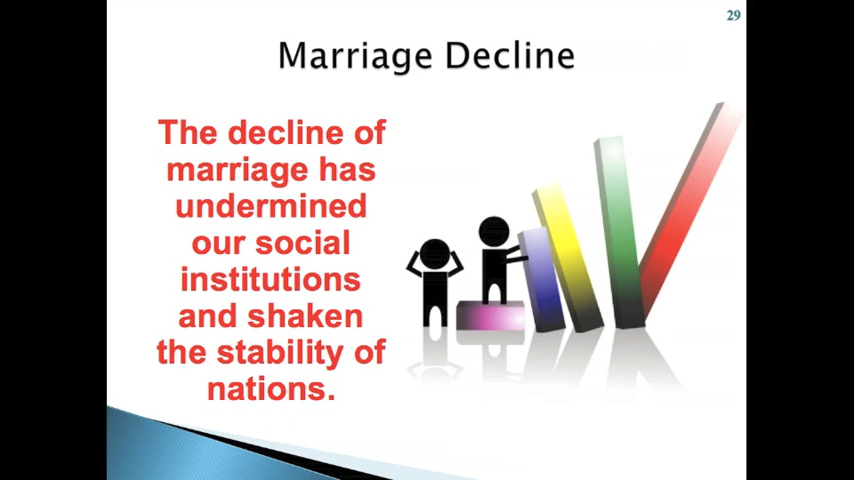 29
Marriage Decline
The decline of
marriage has
undermined
our social
institutions
and shaken
the stability of
nations.